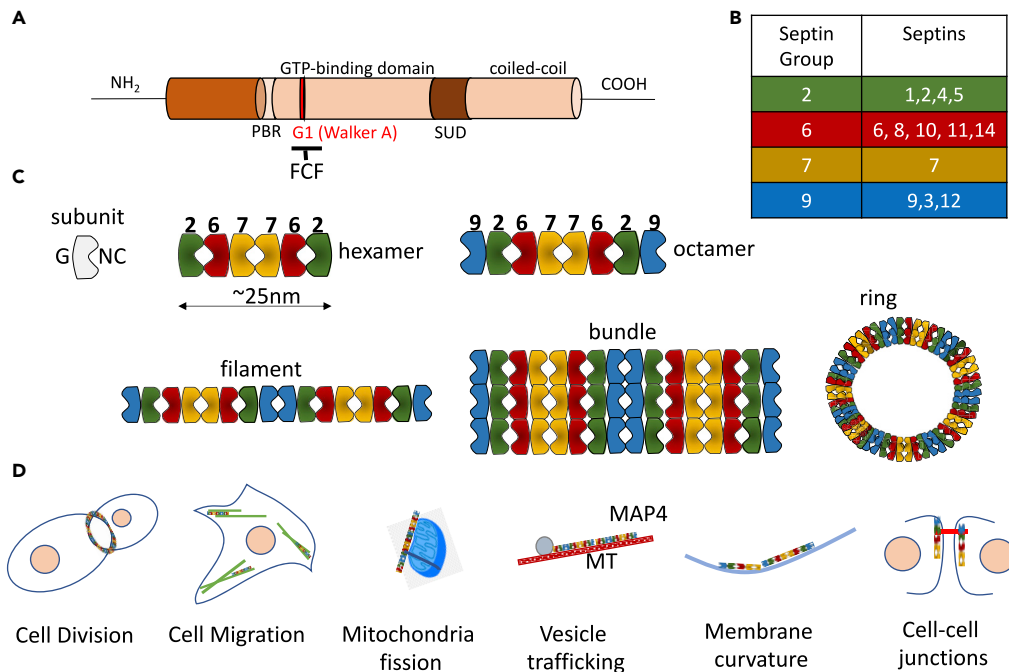 A
NH2
GTP-binding domain
coiled-coil
COOH
PBR
G1 (Walker A)
SUD
FCF
B
Septin Group
Septins
2
1,2,4,5
6
6, 8, 10, 11,14
7
7
9
9,3,12
C
subunit
G
NC
2 6 7 7 6 2
hexamer
~25nm
9 2 6 7 7 6 2 9
octamer
filament
bundle
ring
D
MAP4
MT
Cell Division
Cell Migration
Mitochondria
fission
Vesicle
trafficking
Membrane
curvature
Cell-cell
junctions